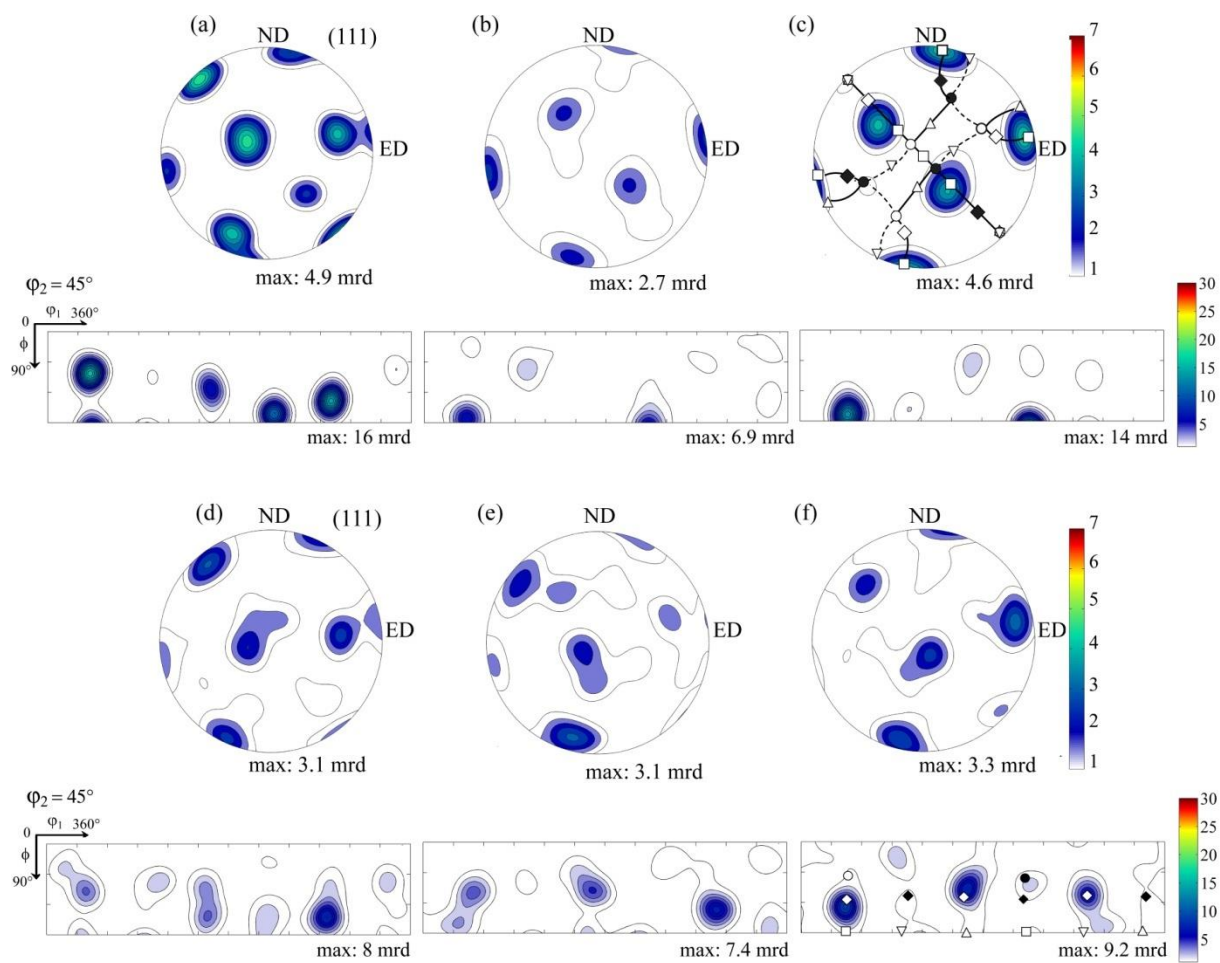 (a) ND (111)
(b) ND
(c) ND
7
6
5
4
3
2
1
ED
ED
ED
max: 4.9 mrd
max: 2.7 mrd
max: 4.6 mrd
φ₂ = 45°
0 φ₁ 360°
ϕ
90°
30
25
20
15
10
5
max: 16 mrd
max: 6.9 mrd
max: 14 mrd
(d) ND (111)
(e) ND
(f) ND
7
6
5
4
3
2
1
ED
ED
ED
max: 3.1 mrd
max: 3.1 mrd
max: 3.3 mrd
φ₂ = 45°
0 φ₁ 360°
ϕ
90°
30
25
20
15
10
5
max: 8 mrd
max: 7.4 mrd
max: 9.2 mrd